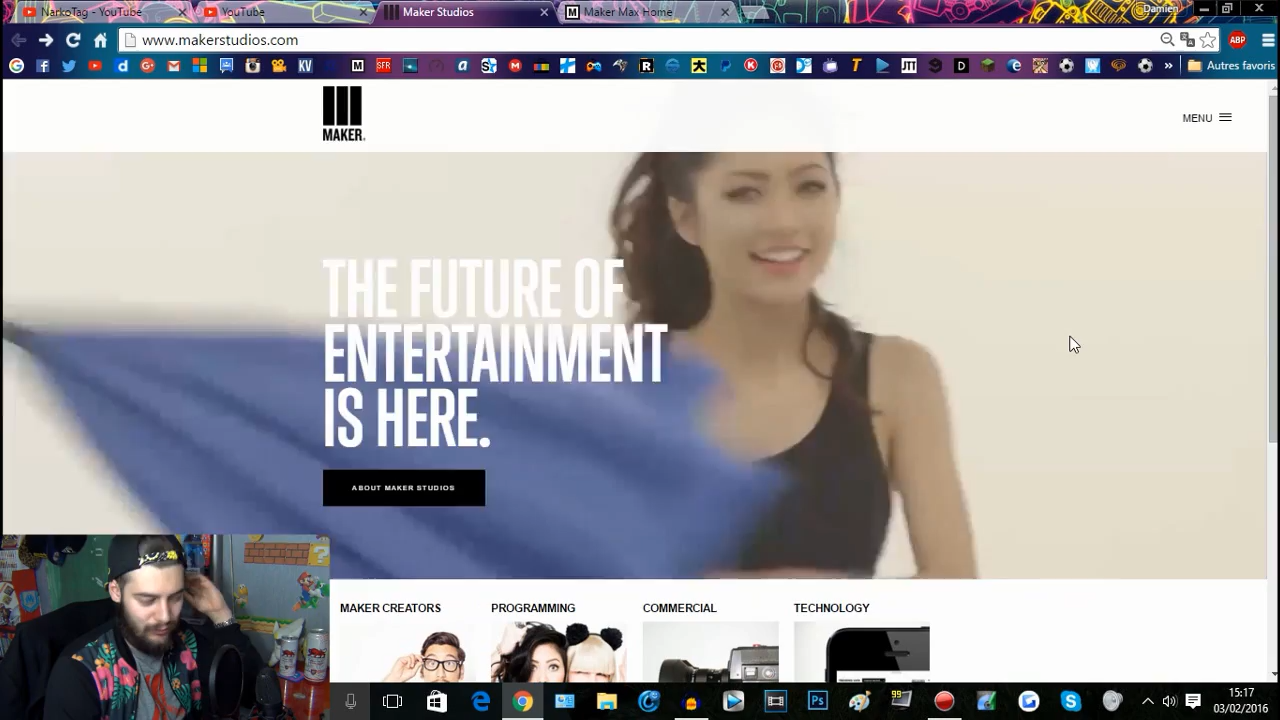 NarkoTag - YouTube
YouTube
Maker Studios
Maker Max Home
Damien
www.makerstudios.com
ABP
Autres favoris
MAKER.
MENU
THE FUTURE OF
ENTERTAINMENT
IS HERE.
ABOUT MAKER STUDIOS
MAKER CREATORS
PROGRAMMING
COMMERCIAL
TECHNOLOGY
15:17
03/02/2016